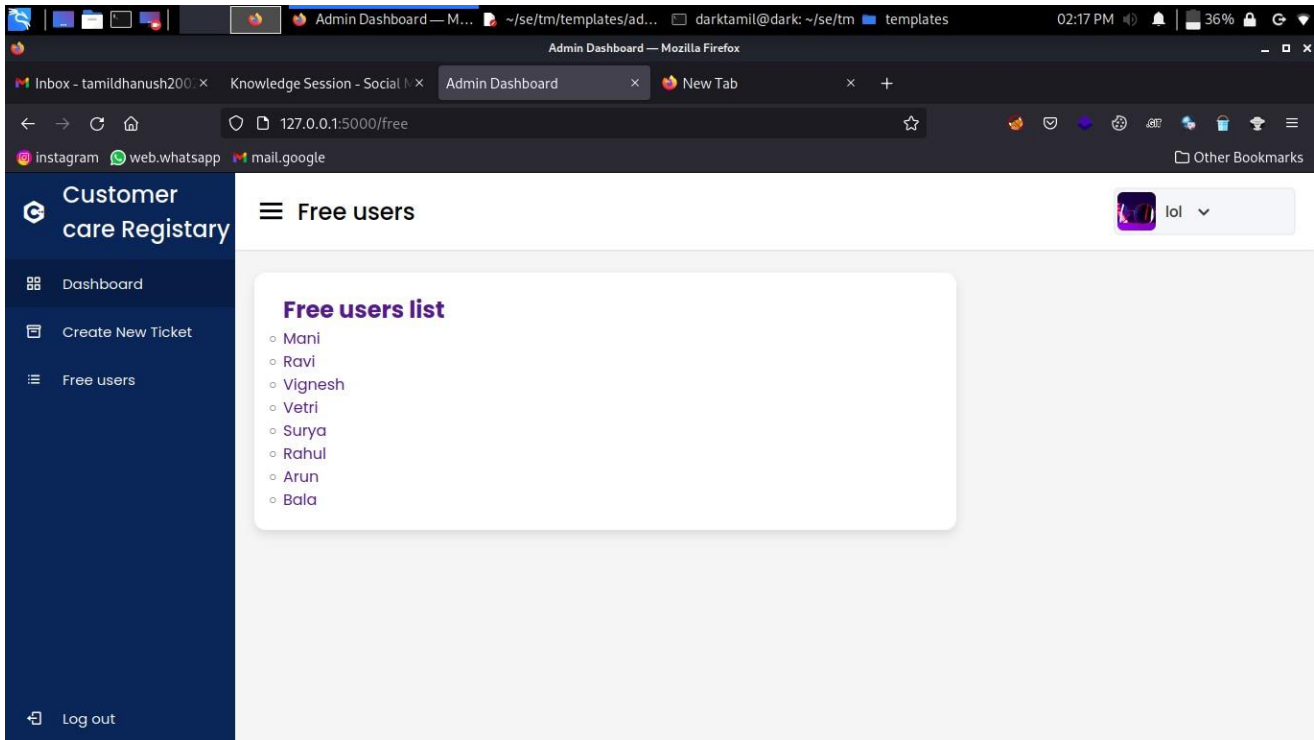 Admin Dashboard — M... ~/se/tm/templates/ad... darktamil@dark: ~/se/tm templates 02:17 PM 36%
Admin Dashboard — Mozilla Firefox
Inbox - tamildhanush200 Knowledge Session - Social Admin Dashboard New Tab
127.0.0.1:5000/free
instagram web.whatsapp mail.google Other Bookmarks
Customer
care Registary
Free users
lol
Dashboard
Create New Ticket
Free users
Free users list
Mani
Ravi
Vignesh
Vetri
Surya
Rahul
Arun
Bala
Log out